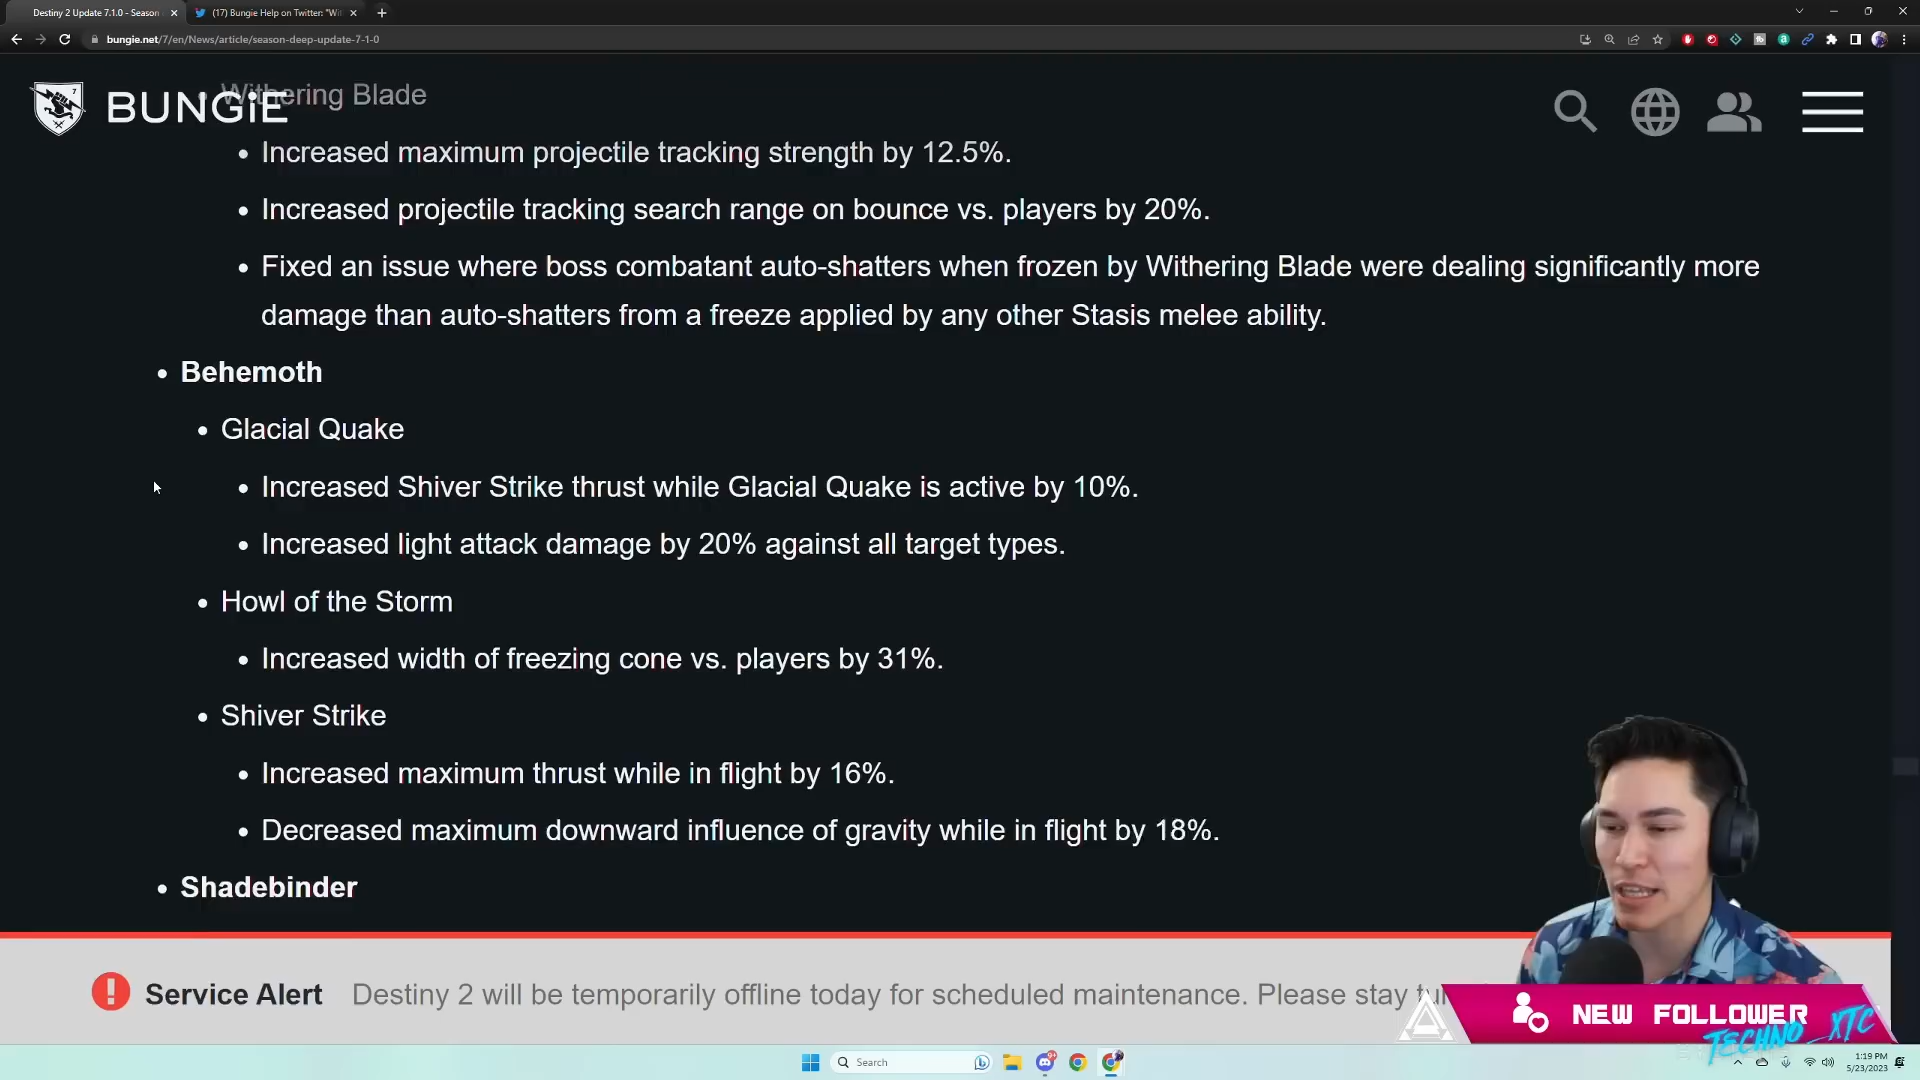 Destiny 2 Update 7.1.0 - Season
(17) Bungie Help on Twitter: "Wit
bungie.net/7/en/News/article/season-deep-update-7-1-0
BUNGiE
Withering Blade
Increased maximum projectile tracking strength by 12.5%.
Increased projectile tracking search range on bounce vs. players by 20%.
Fixed an issue where boss combatant auto-shatters when frozen by Withering Blade were dealing significantly more
damage than auto-shatters from a freeze applied by any other Stasis melee ability.
Behemoth
Glacial Quake
Increased Shiver Strike thrust while Glacial Quake is active by 10%.
Increased light attack damage by 20% against all target types.
Howl of the Storm
Increased width of freezing cone vs. players by 31%.
Shiver Strike
Increased maximum thrust while in flight by 16%.
Decreased maximum downward influence of gravity while in flight by 18%.
Shadebinder
Service Alert Destiny 2 will be temporarily offline today for scheduled maintenance. Please stay tu
NEW FOLLOWER
TECHNO_XTC
Search
1:19 PM
5/23/2023